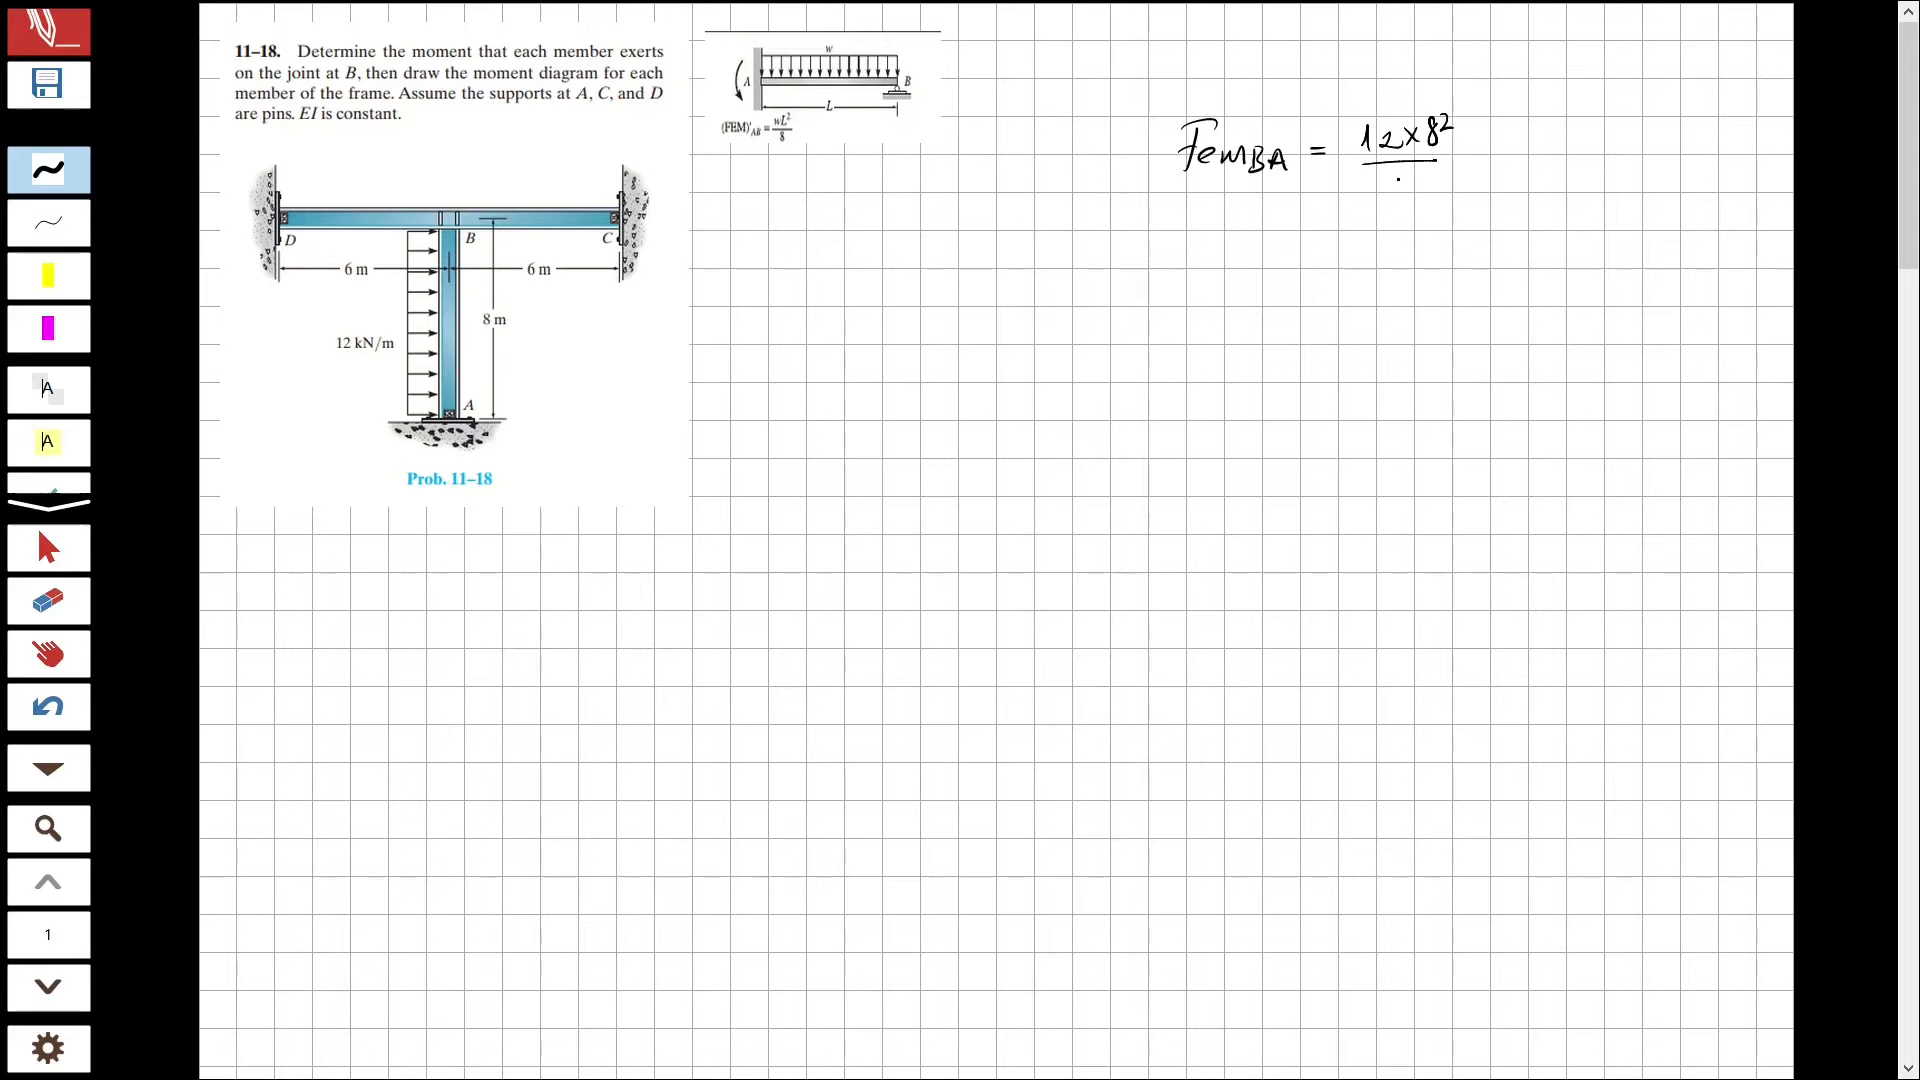 11–18. Determine the moment that each member exerts
on the joint at B, then draw the moment diagram for each
member of the frame. Assume the supports at A, C, and D
are pins. EI is constant.
w
A
B
L
(FEM)'AB = wL²/8
FemBA = 12×8²
D
B
C
6 m
6 m
8 m
12 kN/m
A
Prob. 11–18
A
A
1